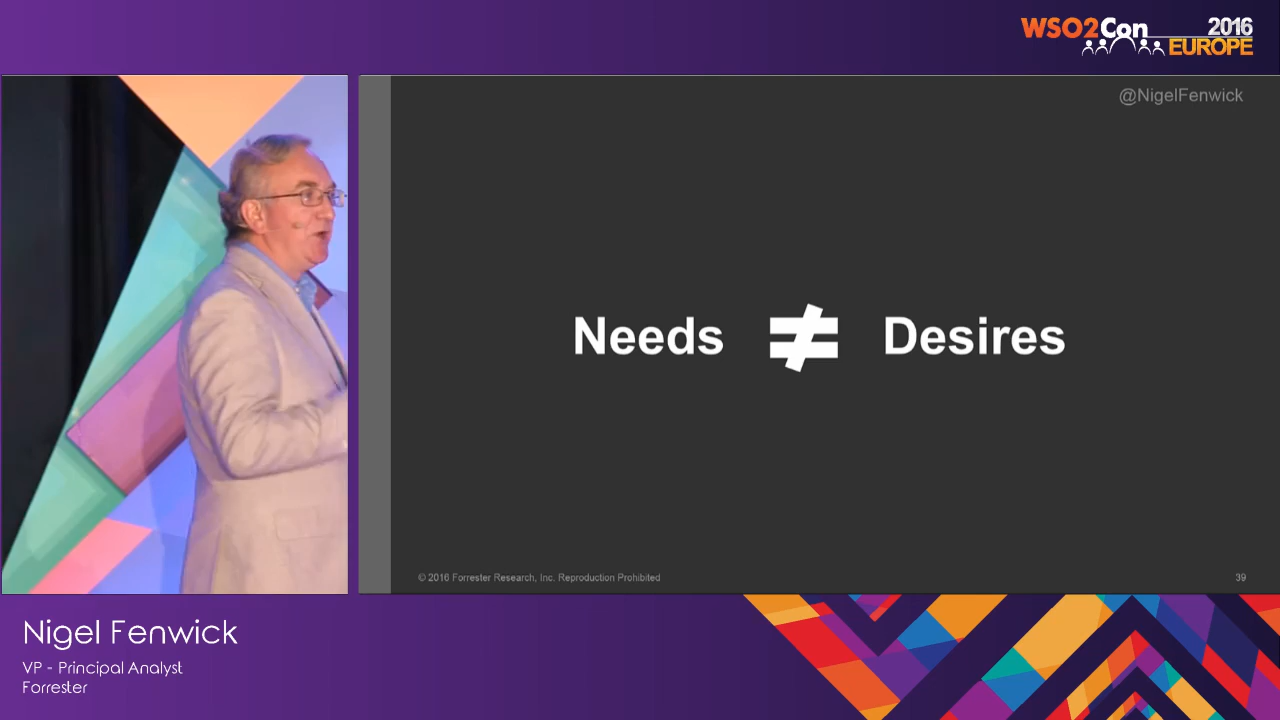 WSO2Con 2016
EUROPE
@NigelFenwick
Needs ≠ Desires
© 2016 Forrester Research, Inc. Reproduction Prohibited
39
Nigel Fenwick
VP - Principal Analyst
Forrester